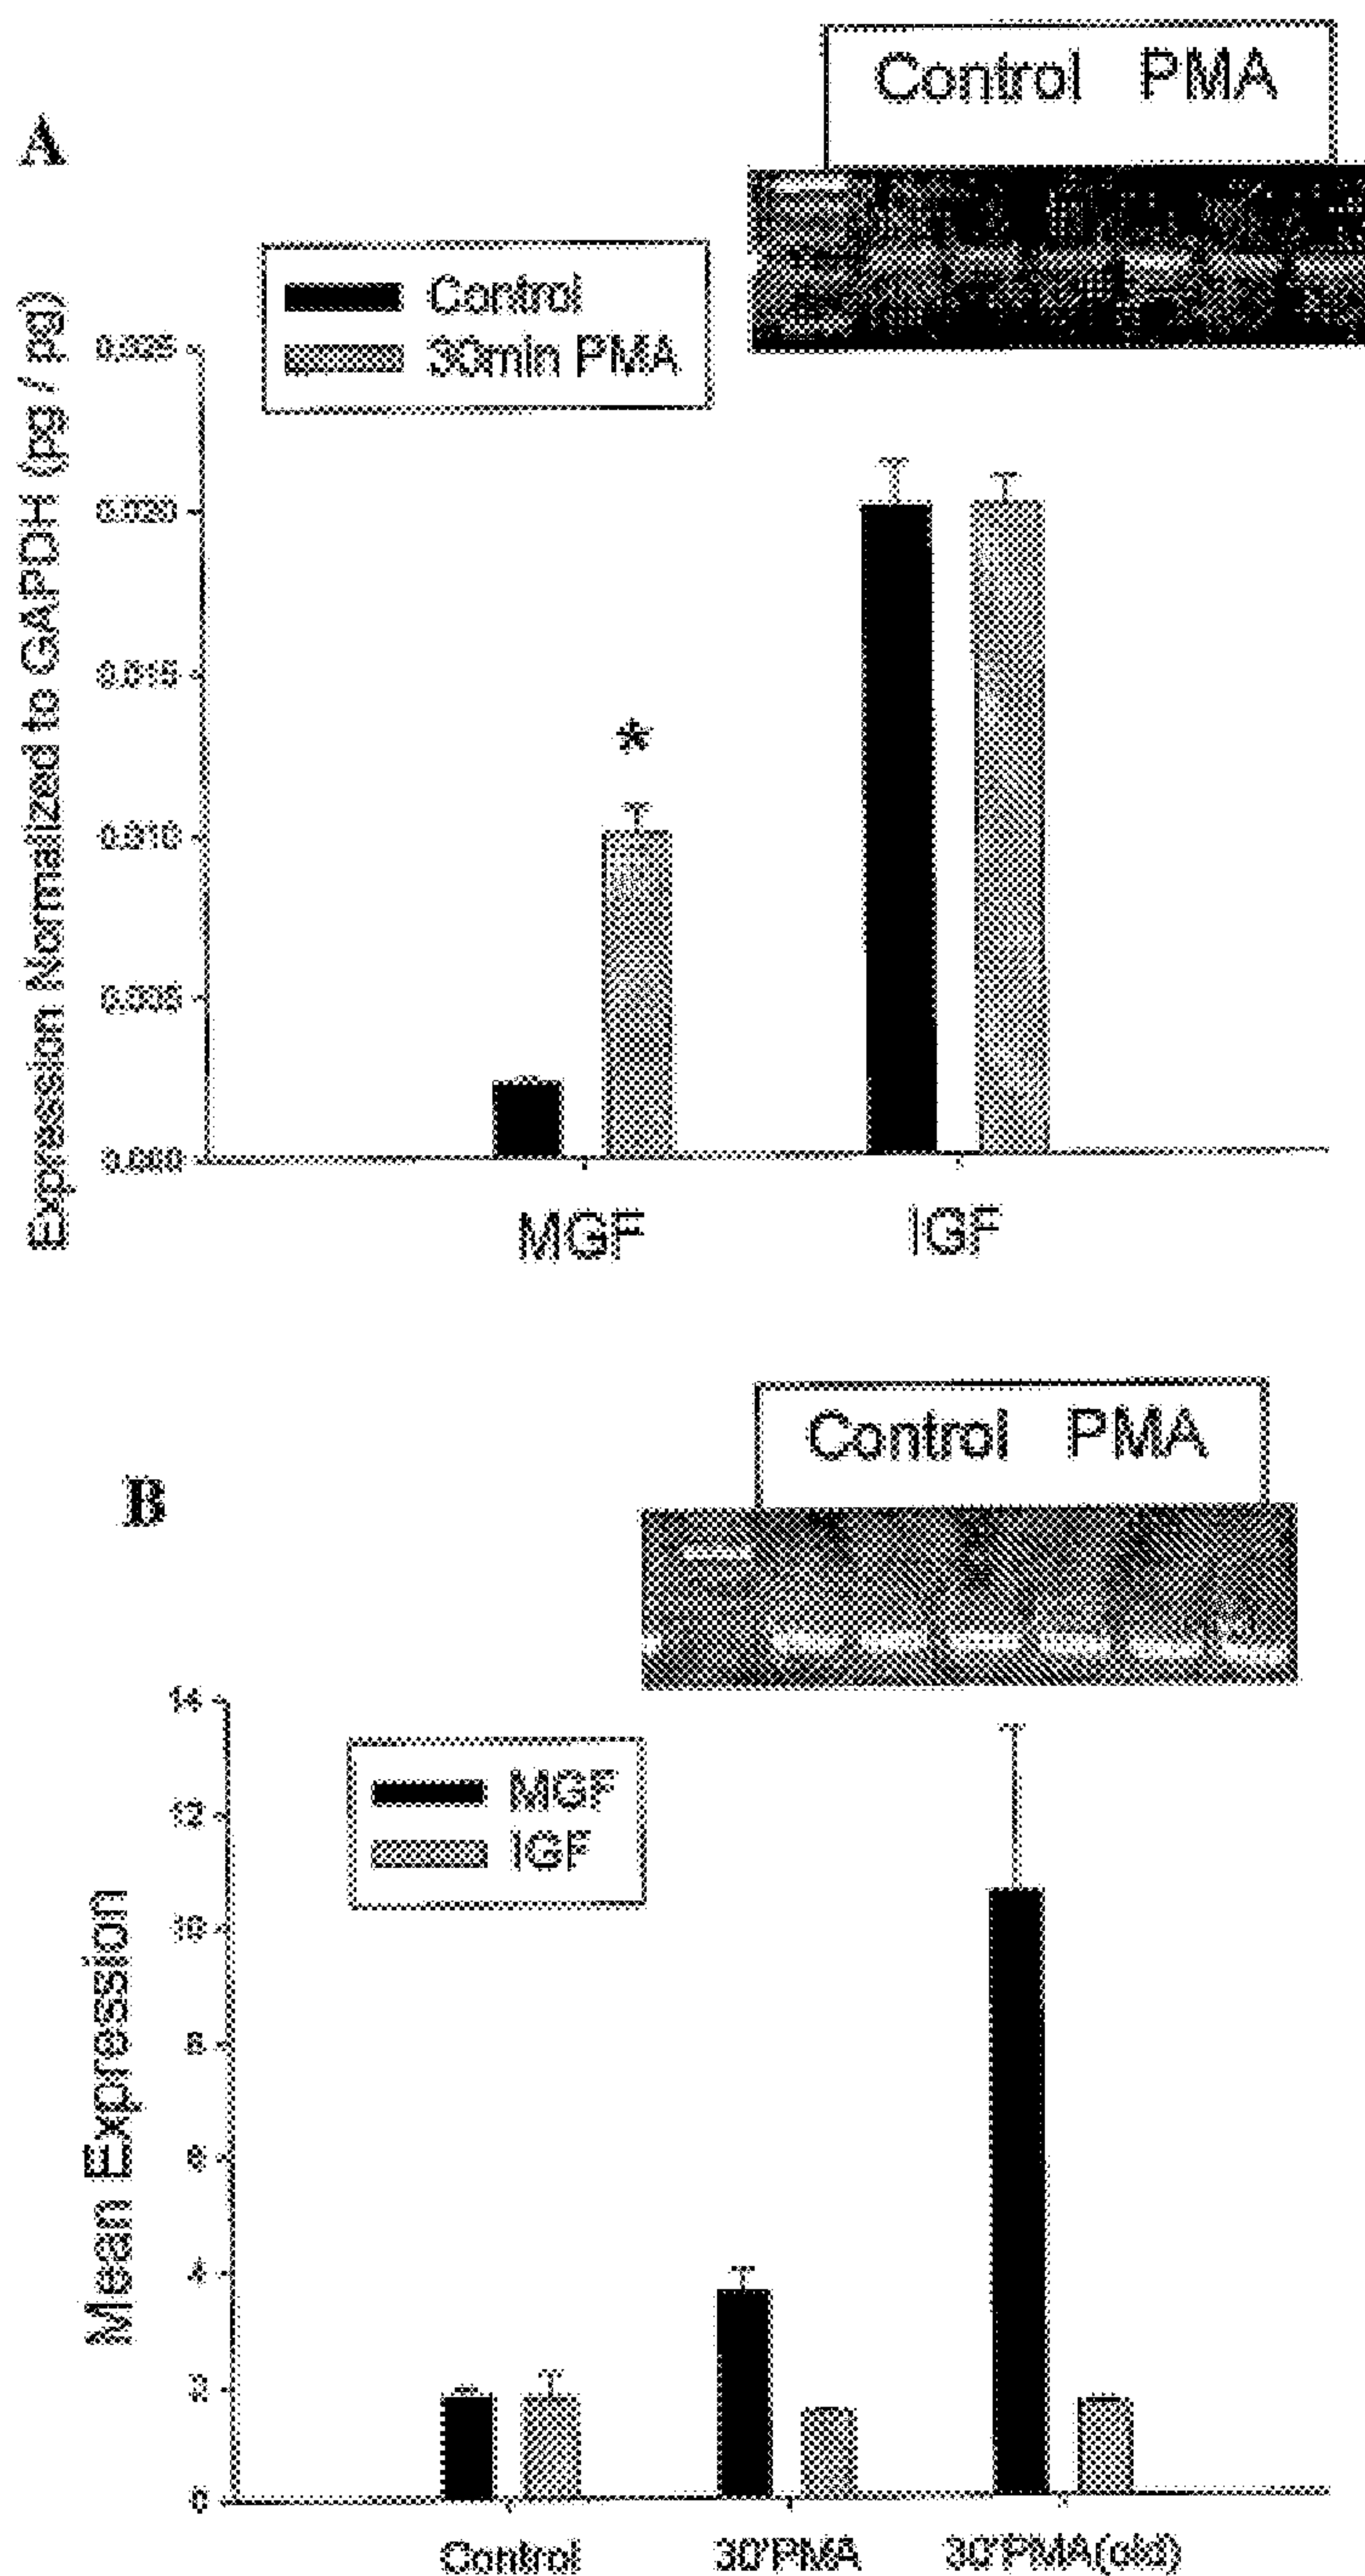 Control PMA
A
Control
30min PMA
Expression Normalized to GAPDH (pg / pg)
0.025
0.020
0.015
0.010
0.005
0.000
*
MGF
IGF
Control PMA
B
MGF
IGF
Mean Expression
14
12
10
8
6
4
2
0
Control
30'PMA
30'PMA(old)